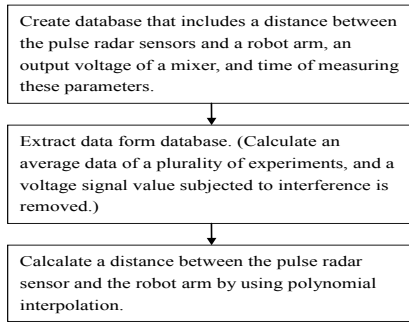 Create database that includes a distance between
the pulse radar sensors and a robot arm, an
output voltage of a mixer, and time of measuring
these parameters.
Extract data form database. (Calculate an
average data of a plurality of experiments, and a
voltage signal value subjected to interference is
removed.)
Calcalate a distance between the pulse radar
sensor and the robot arm by using polynomial
interpolation.